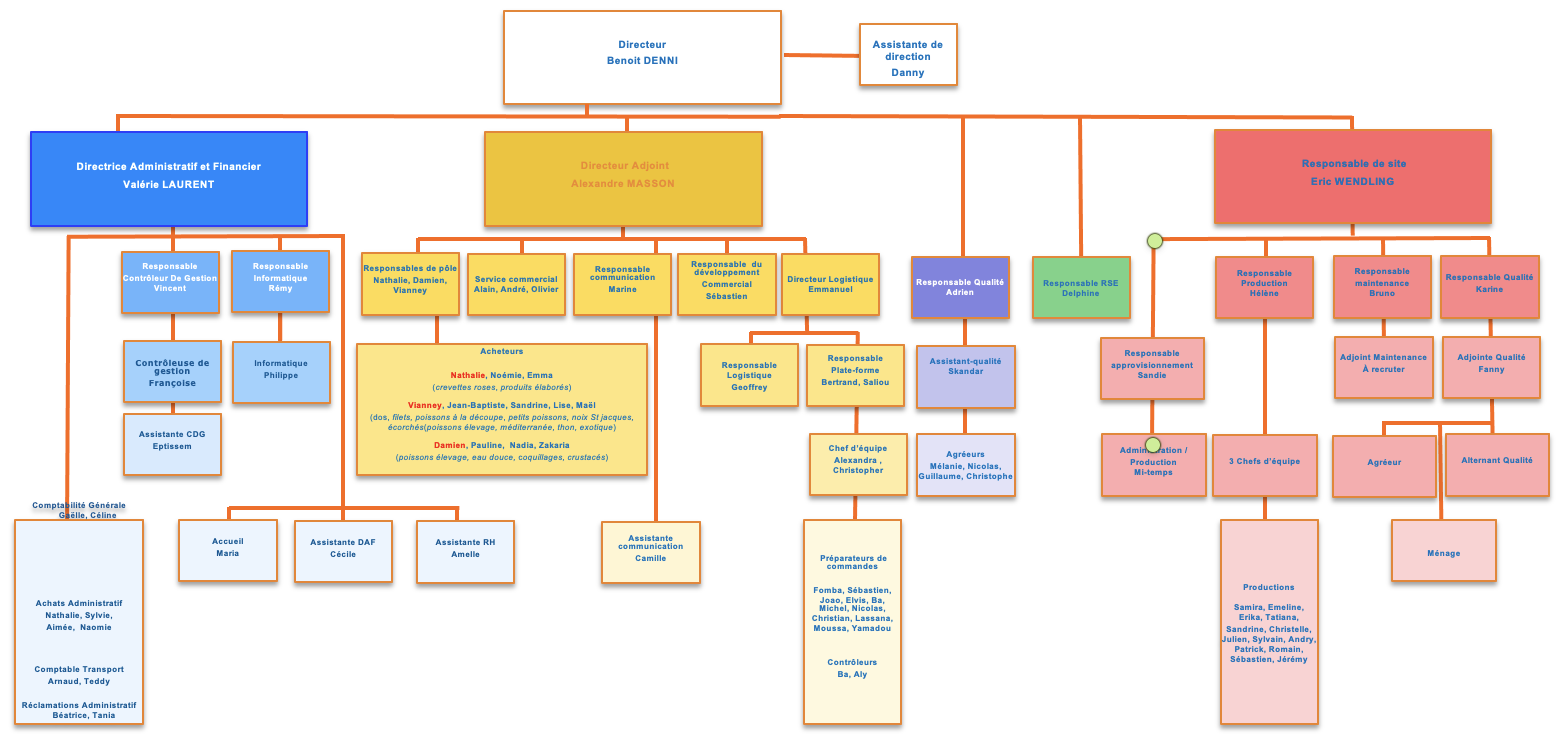 Directeur
Benoit DENNI
Assistante de
direction
Danny
Directrice Administratif et Financier
Valérie LAURENT
Directeur Adjoint
Alexandre MASSON
Responsable de site
Eric WENDLING
Responsable
Contrôleur De Gestion
Vincent
Responsable
Informatique
Rémy
Responsables de pôle
Nathalie, Damien,
Vianney
Service commercial
Alain, André, Olivier
Responsable
communication
Marine
Responsable du
développement
Commercial
Sébastien
Directeur Logistique
Emmanuel
Responsable Qualité
Adrien
Responsable RSE
Delphine
Responsable
Production
Hélène
Responsable
maintenance
Bruno
Responsable Qualité
Karine
Contrôleuse de
gestion
Françoise
Informatique
Philippe
Acheteurs
Nathalie, Noémie, Emma
(crevettes roses, produits élaborés)
Vianney, Jean-Baptiste, Sandrine, Lise, Maël
(dos, filets, poissons à la découpe, petits poissons, noix St jacques,
écorchés(poissons élevage, méditerranée, thon, exotique)
Damien, Pauline, Nadia, Zakaria
(poissons élevage, eau douce, coquillages, crustacés)
Responsable
Logistique
Geoffrey
Responsable
Plate-forme
Bertrand, Saliou
Assistant-qualité
Skandar
Responsable
approvisionnement
Sandie
Adjoint Maintenance
À recruter
Adjointe Qualité
Fanny
Assistante CDG
Eptissem
Chef d'équipe
Alexandra ,
Christopher
Agréeurs
Mélanie, Nicolas,
Guillaume, Christophe
Administration /
Production
Mi-temps
3 Chefs d'équipe
Agréeur
Alternant Qualité
Comptabilité Générale
Gaëlle, Céline
Achats Administratif
Nathalie, Sylvie,
Aimée, Naomie
Comptable Transport
Arnaud, Teddy
Réclamations Administratif
Béatrice, Tania
Accueil
Maria
Assistante DAF
Cécile
Assistante RH
Amelle
Assistante
communication
Camille
Préparateurs de
commandes
Fomba, Sébastien,
Joao, Elvis, Ba,
Michel, Nicolas,
Christian, Lassana,
Moussa, Yamadou
Contrôleurs
Ba, Aly
Productions
Samira, Emeline,
Erika, Tatiana,
Sandrine, Christelle,
Julien, Sylvain, Andry,
Patrick, Romain,
Sébastien, Jérémy
Ménage